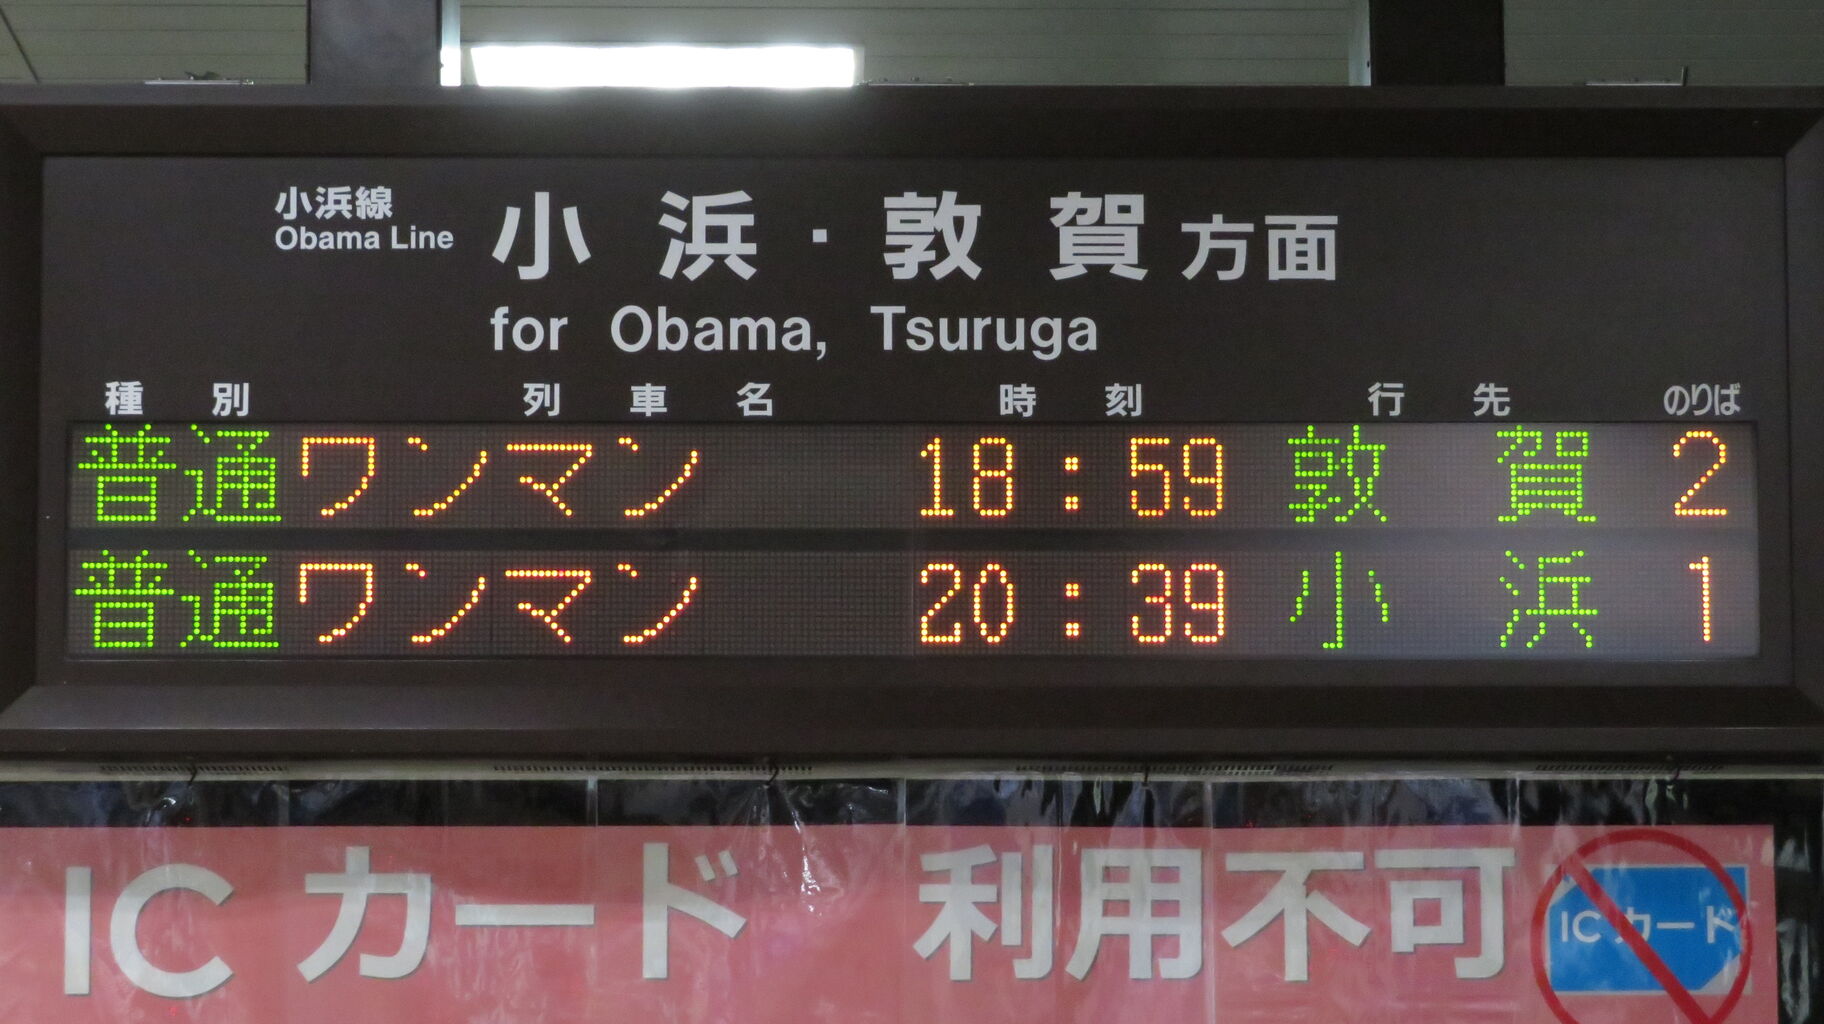 小浜線 小浜・敦賀方面
Obama Line
for Obama, Tsuruga
種別 列車名 時刻 行先 のりば
普通 ワンマン 18:59 敦賀 2
普通 ワンマン 20:39 小浜 1
ICカード 利用不可
ICカード